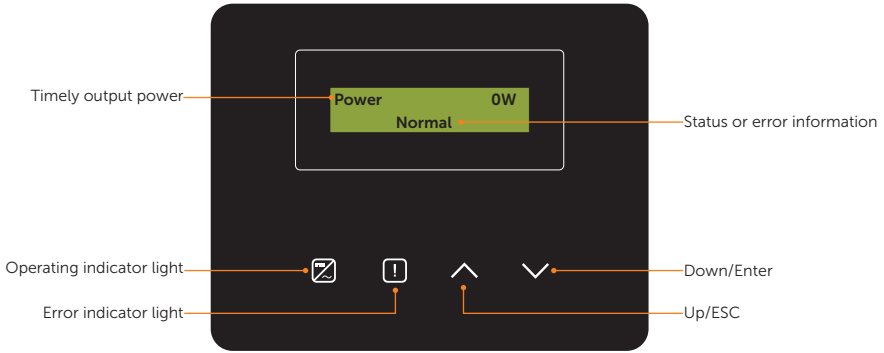 Timely output power
Power 0W
Normal
Status or error information
Operating indicator light
!
Down/Enter
Error indicator light
Up/ESC